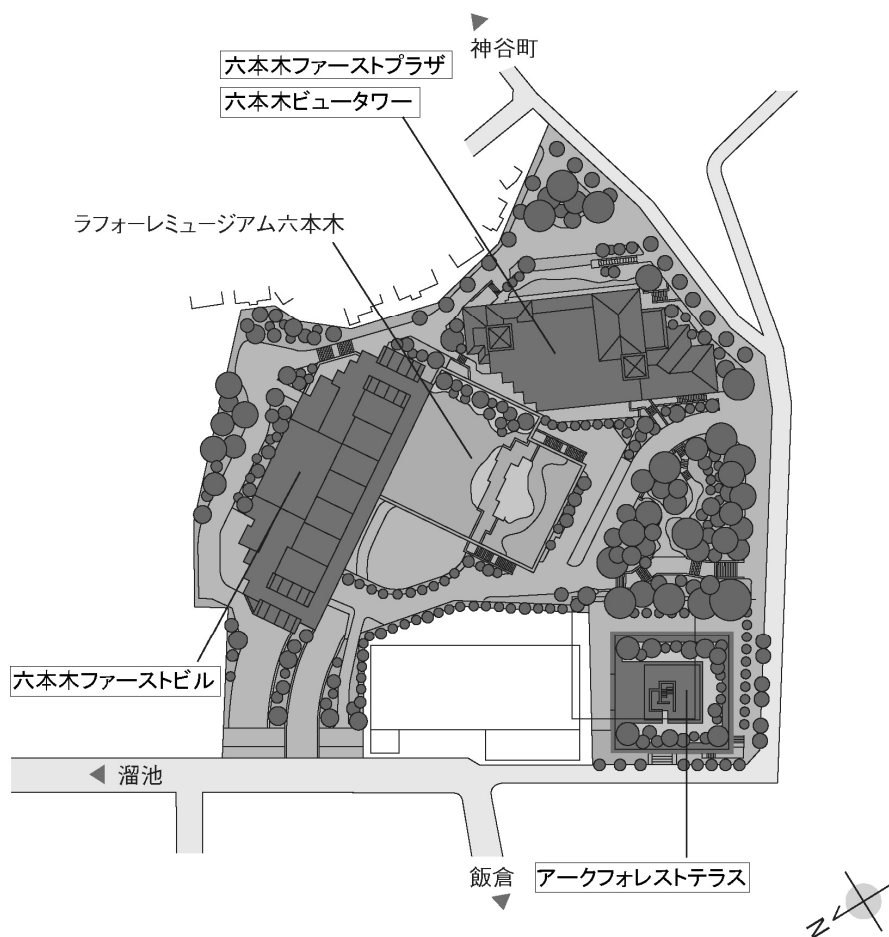 神谷町
六本木ファーストプラザ
六本木ビュータワー
ラフォーレミュージアム六本木
六本木ファーストビル
溜池
飯倉
アークフォレストテラス
N